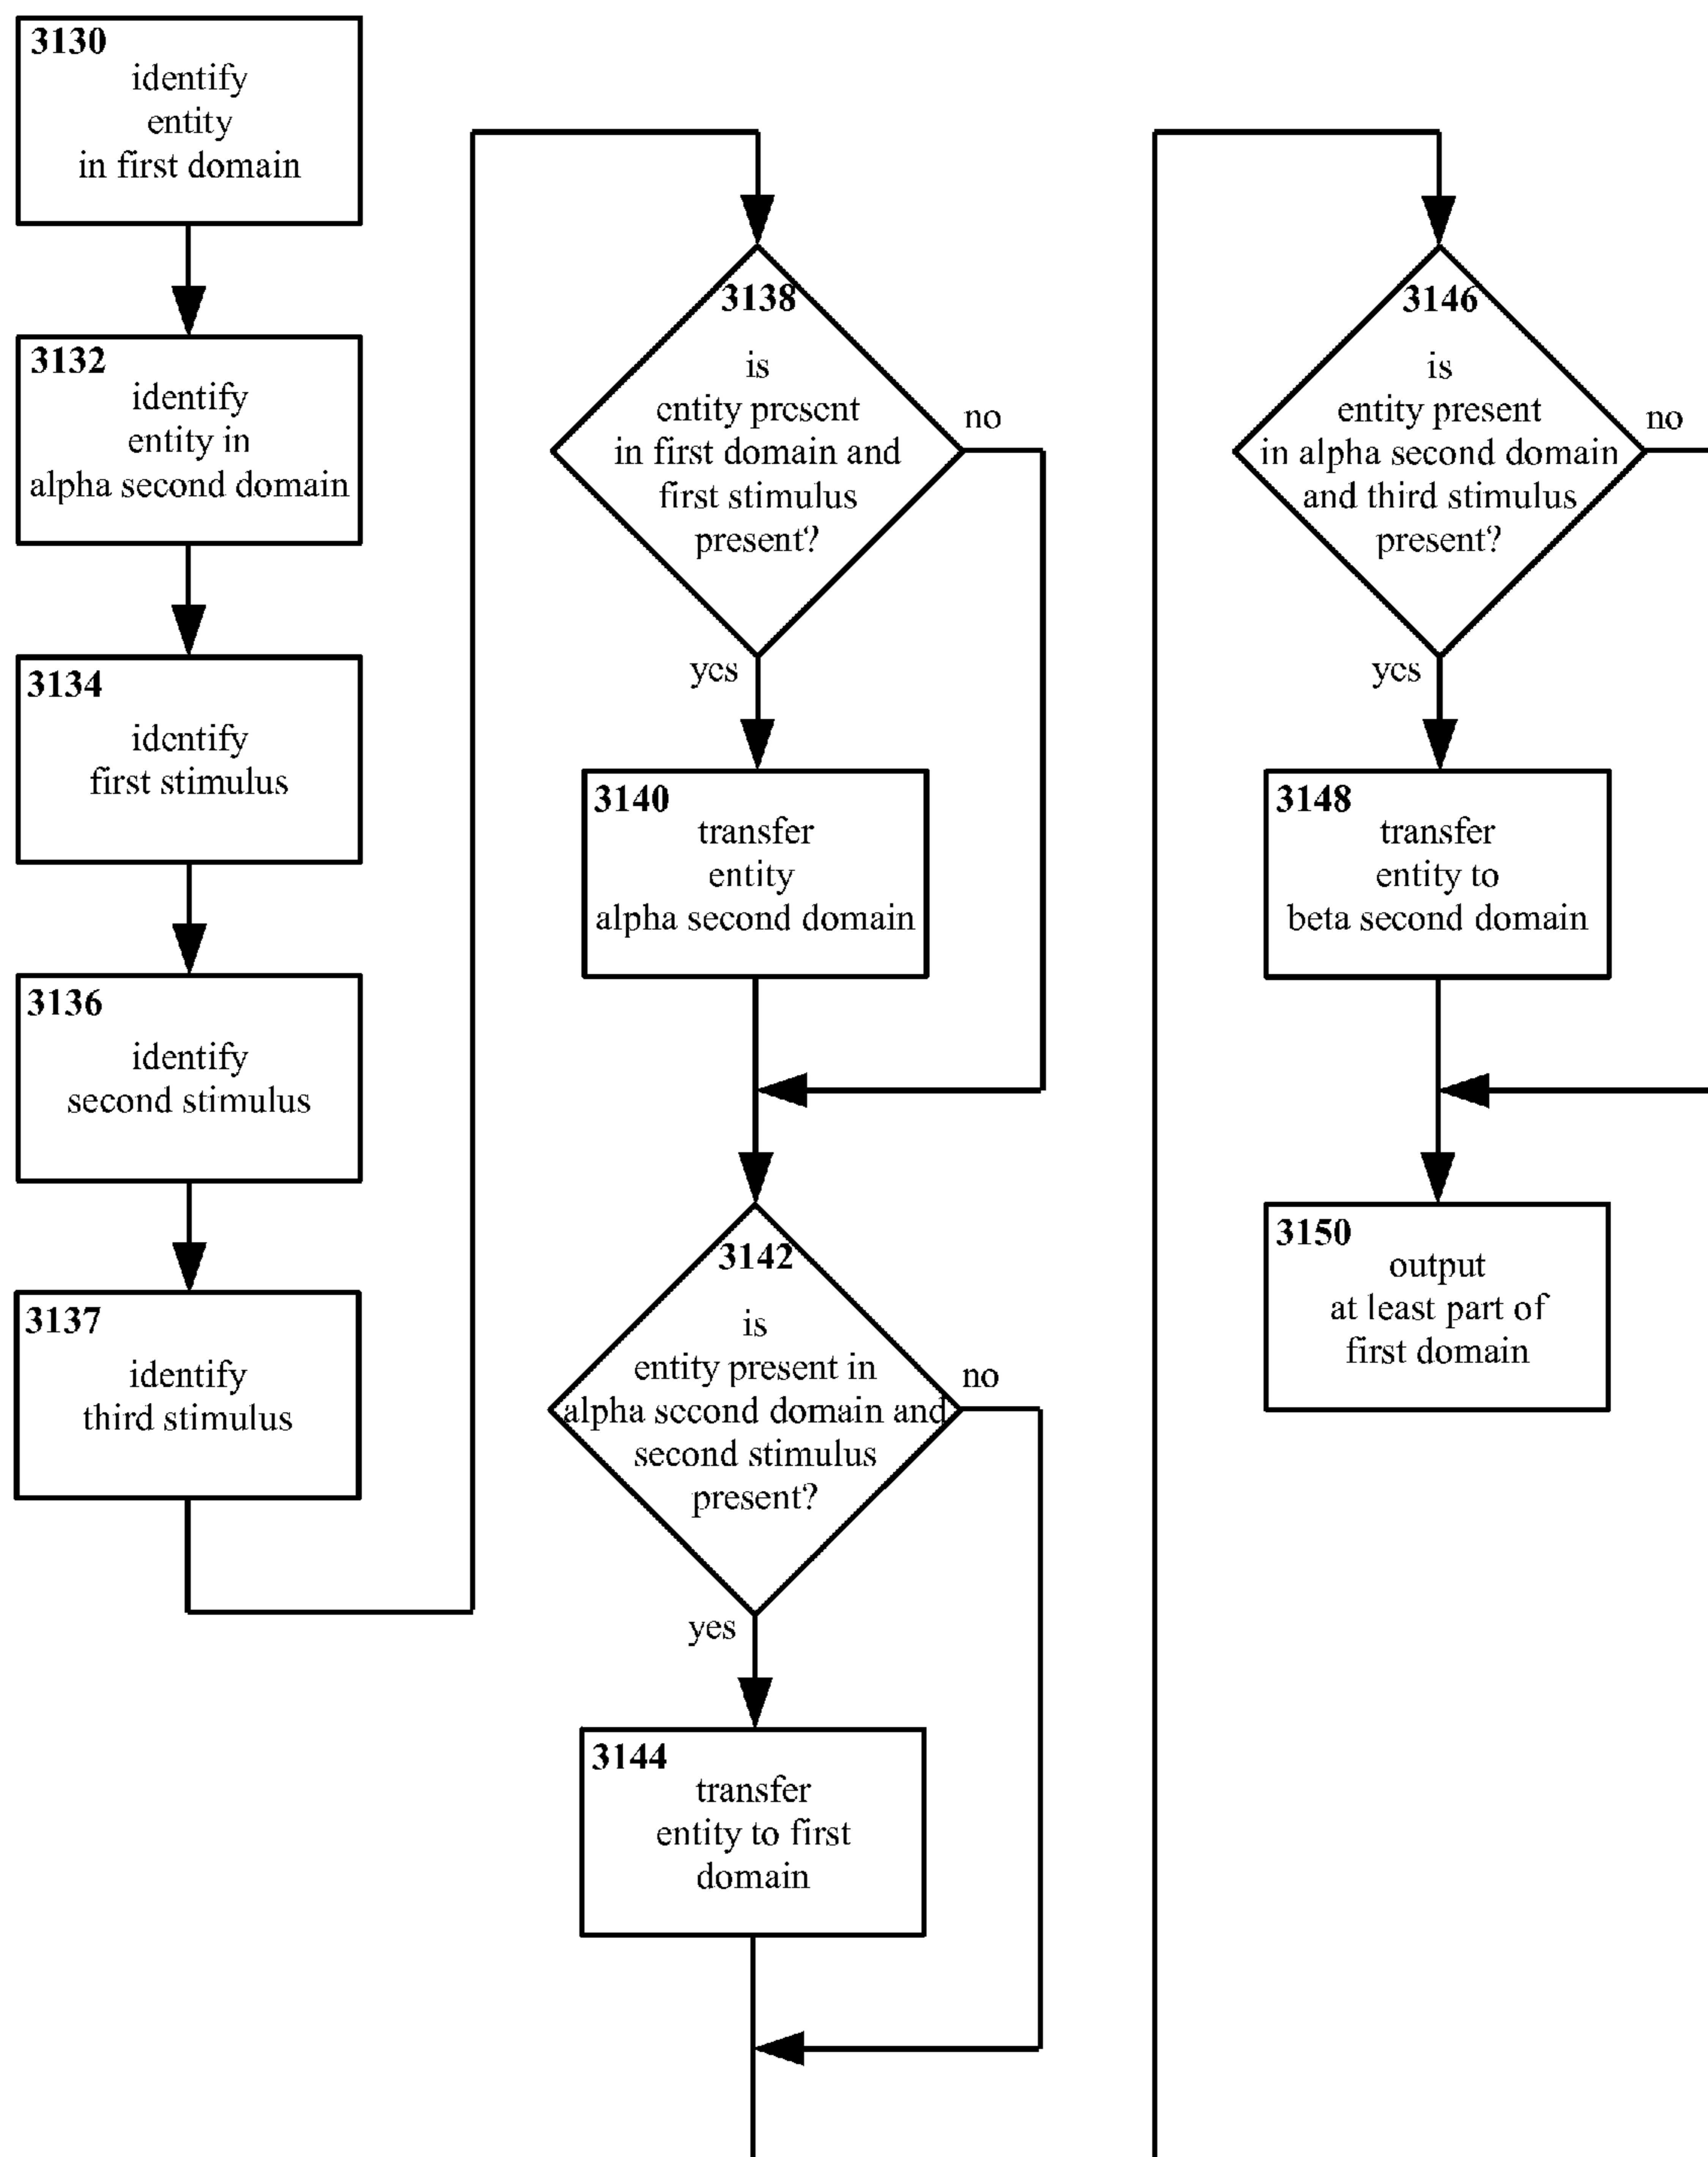 3130
identify
entity
in first domain
3132
identify
entity in
alpha second domain
3134
identify
first stimulus
3136
identify
second stimulus
3137
identify
third stimulus
3138
is
entity present
in first domain and
first stimulus
present?
no
yes
3140
transfer
entity
alpha second domain
3142
is
entity present in
alpha second domain and
second stimulus
present?
no
yes
3144
transfer
entity to first
domain
3146
is
entity present
in alpha second domain
and third stimulus
present?
no
yes
3148
transfer
entity to
beta second domain
3150
output
at least part of
first domain